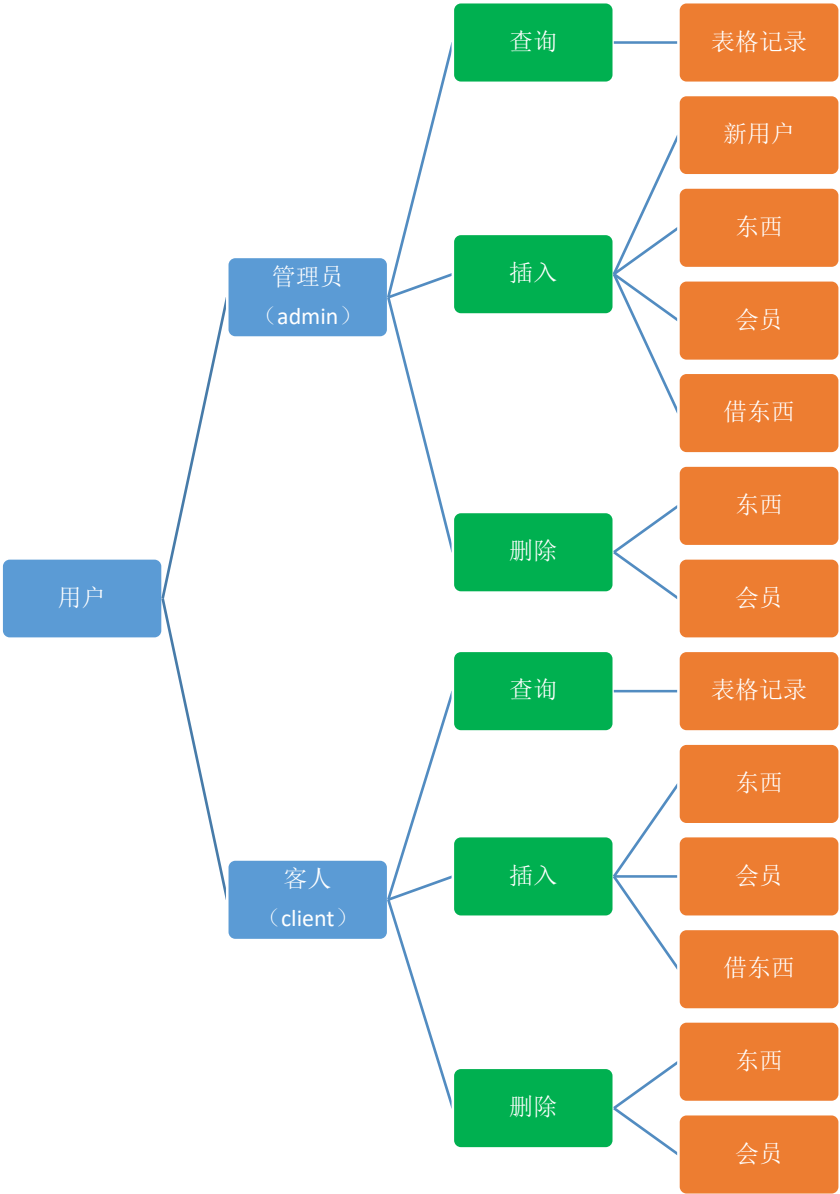 用户
管理员
（admin）
查询
表格记录
插入
新用户
东西
会员
借东西
删除
东西
会员
客人
（client）
查询
表格记录
插入
东西
会员
借东西
删除
东西
会员